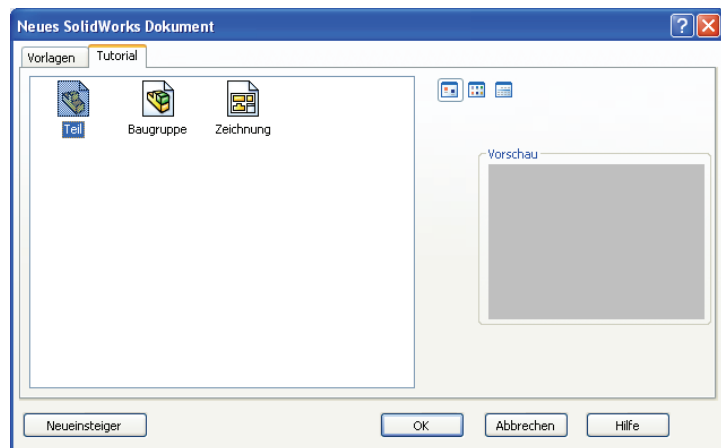 Neues SolidWorks Dokument
Vorlagen Tutorial
Teil Baugruppe Zeichnung
Vorschau
Neueinsteiger OK Abbrechen Hilfe